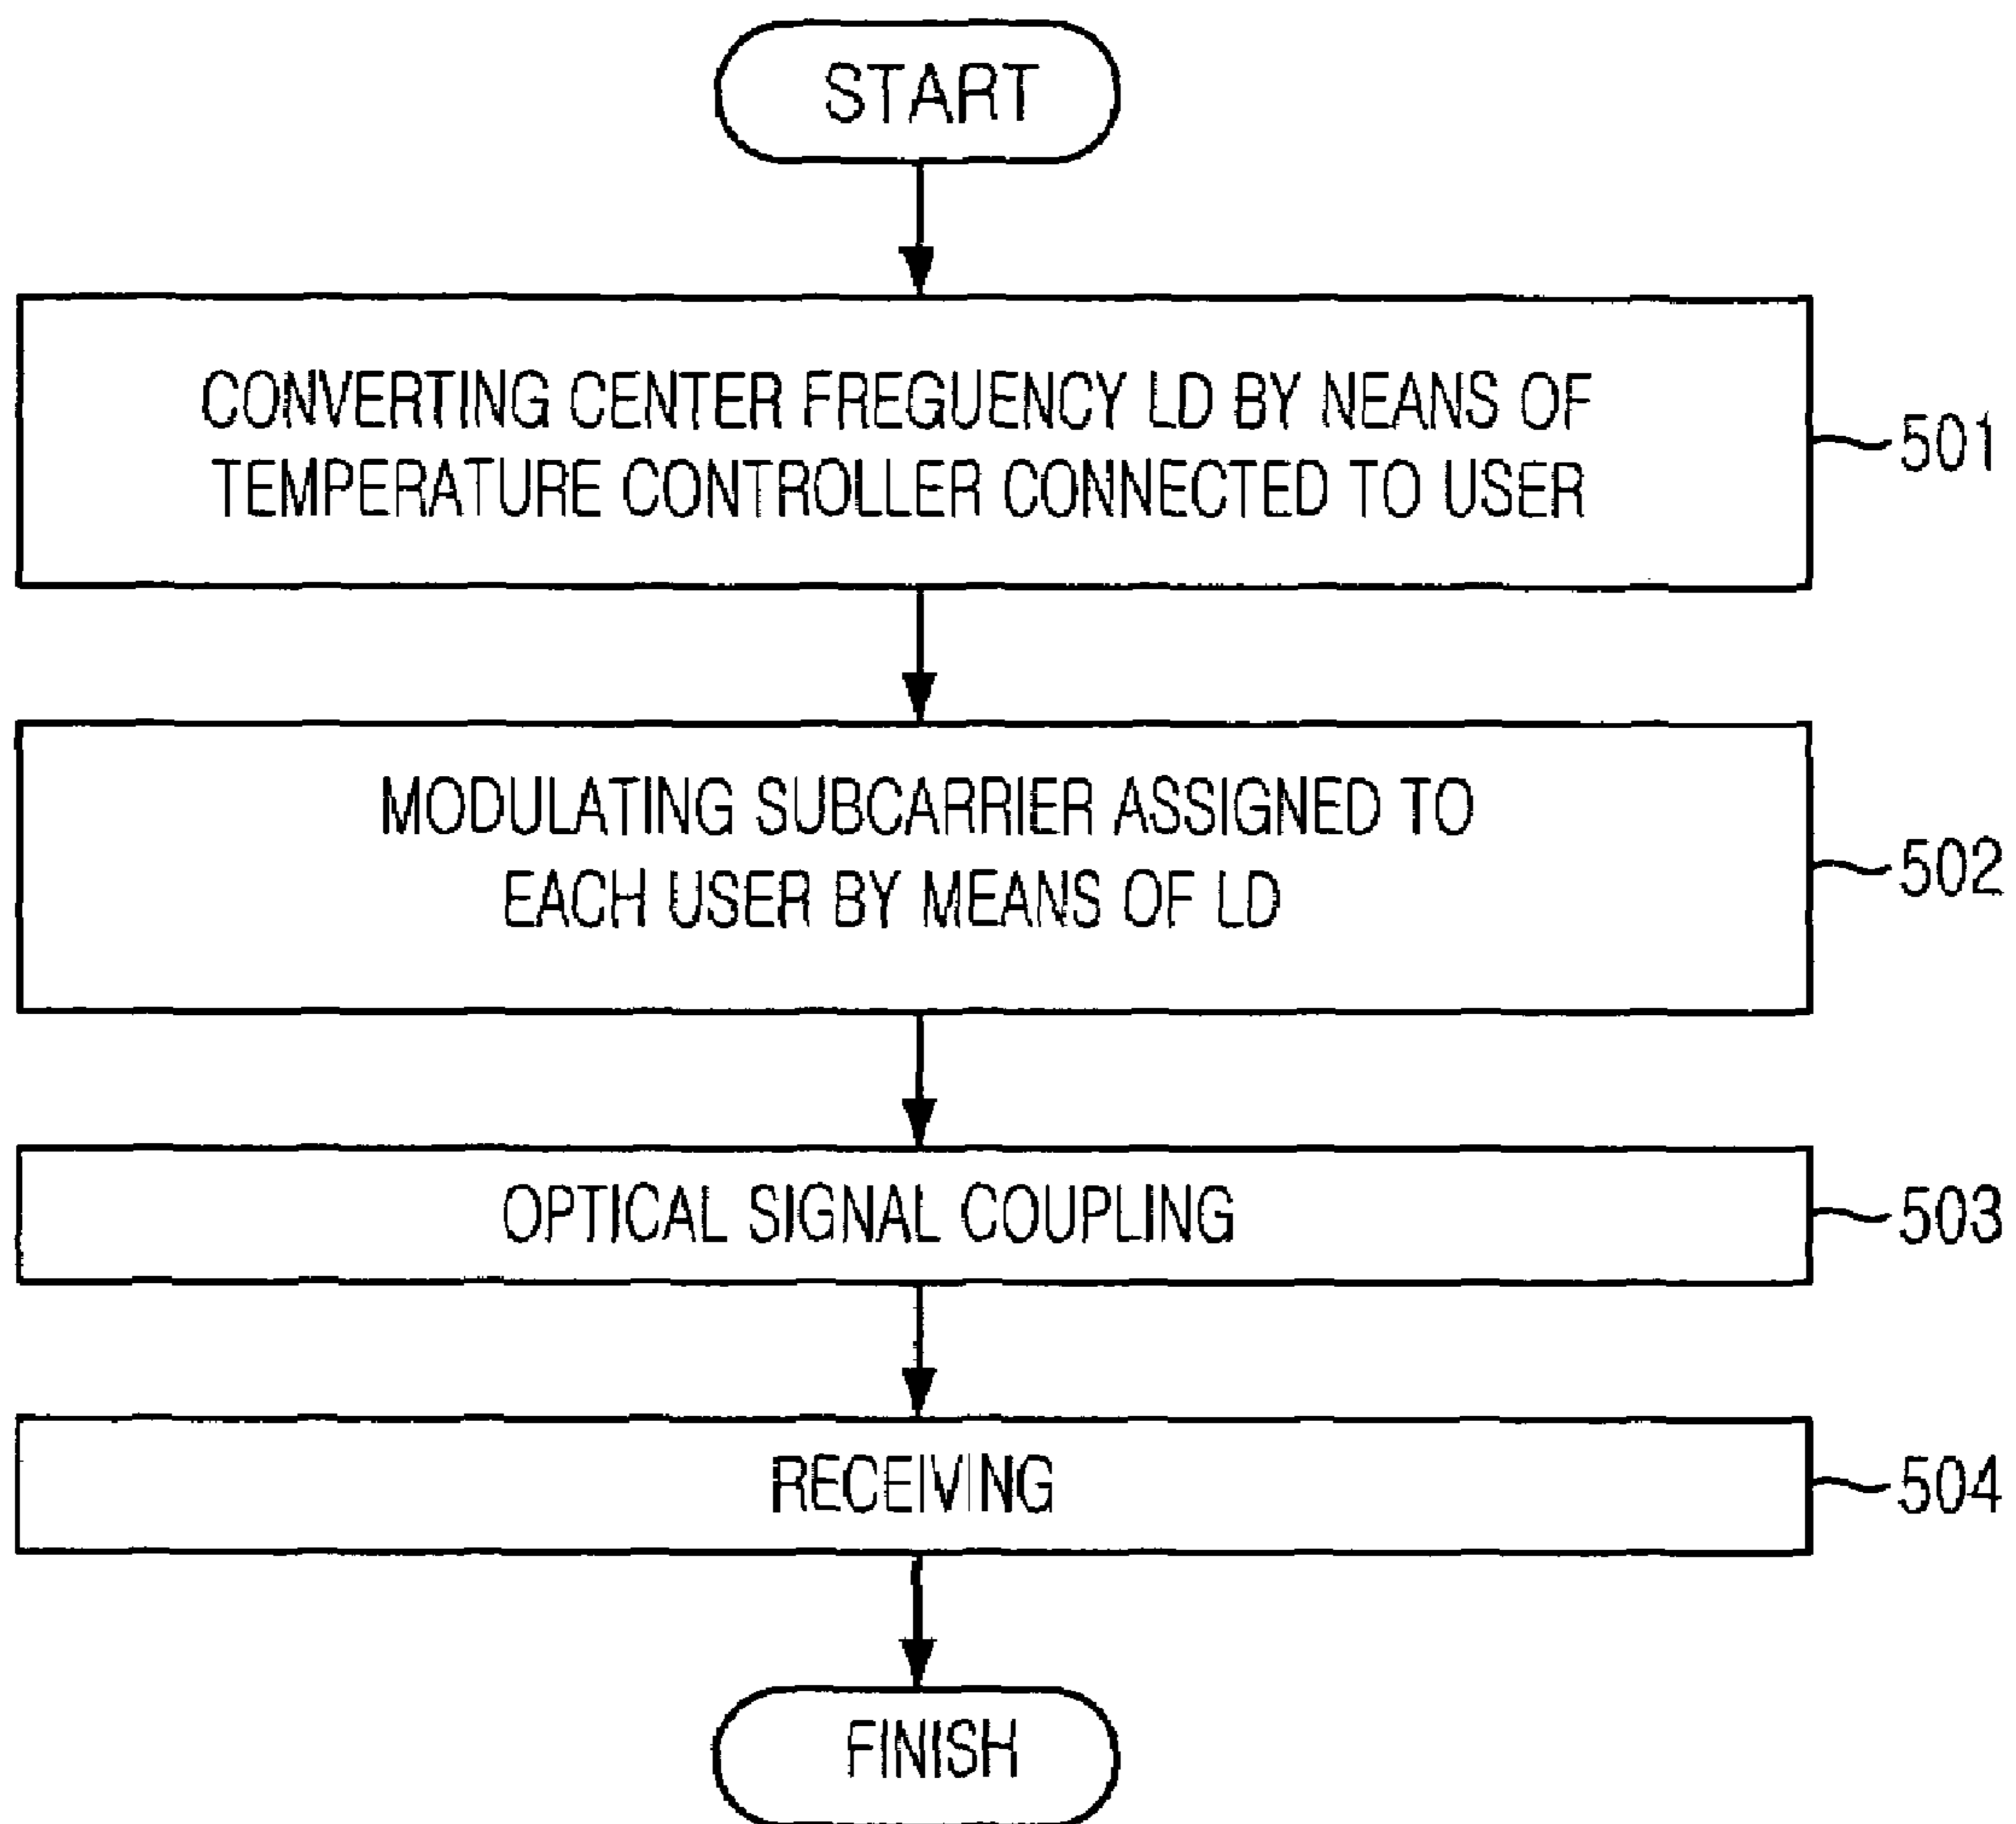 START
CONVERTING CENTER FREGUENCY LD BY NEANS OF
TEMPERATURE CONTROLLER CONNECTED TO USER
501
MODULATING SUBCARRIER ASSIGNED TO
EACH USER BY MEANS OF LD
502
OPTICAL SIGNAL COUPLING
503
RECEIVING
504
FINISH